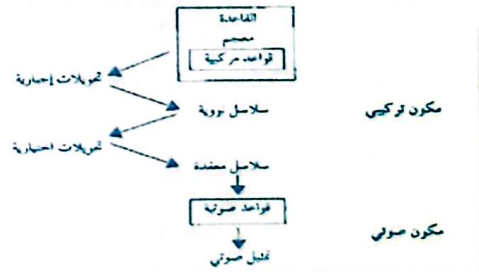 القاعدة
معجم
قواعد مركبية
تحويلات إجبارية
مكون تركيبي
سلاسل نووية
تحويلات اختيارية
سلاسل معقدة
قواعد صوتية
مكون صوتي
تمثيل صوتي